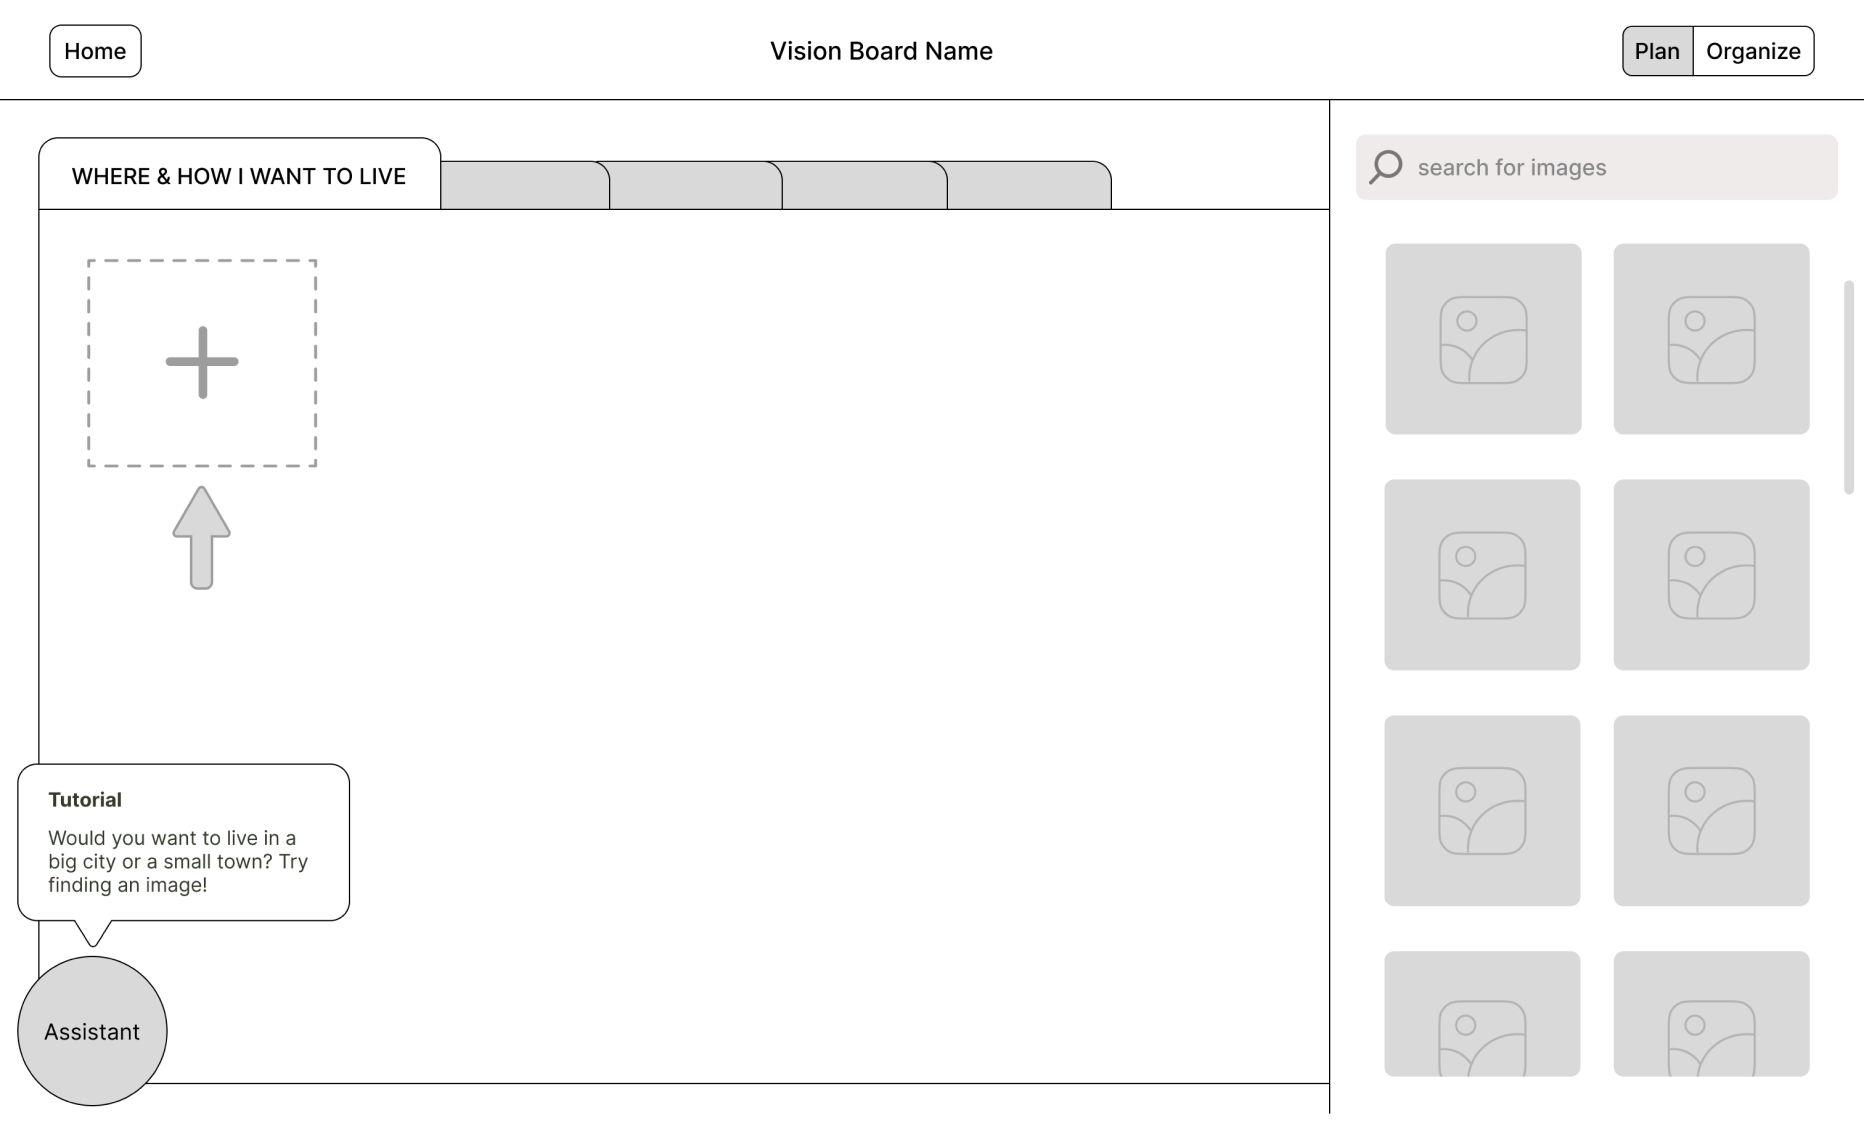 Home
Vision Board Name
Plan
Organize
WHERE & HOW I WANT TO LIVE
search for images
Tutorial
Would you want to live in a
big city or a small town? Try
finding an image!
Assistant